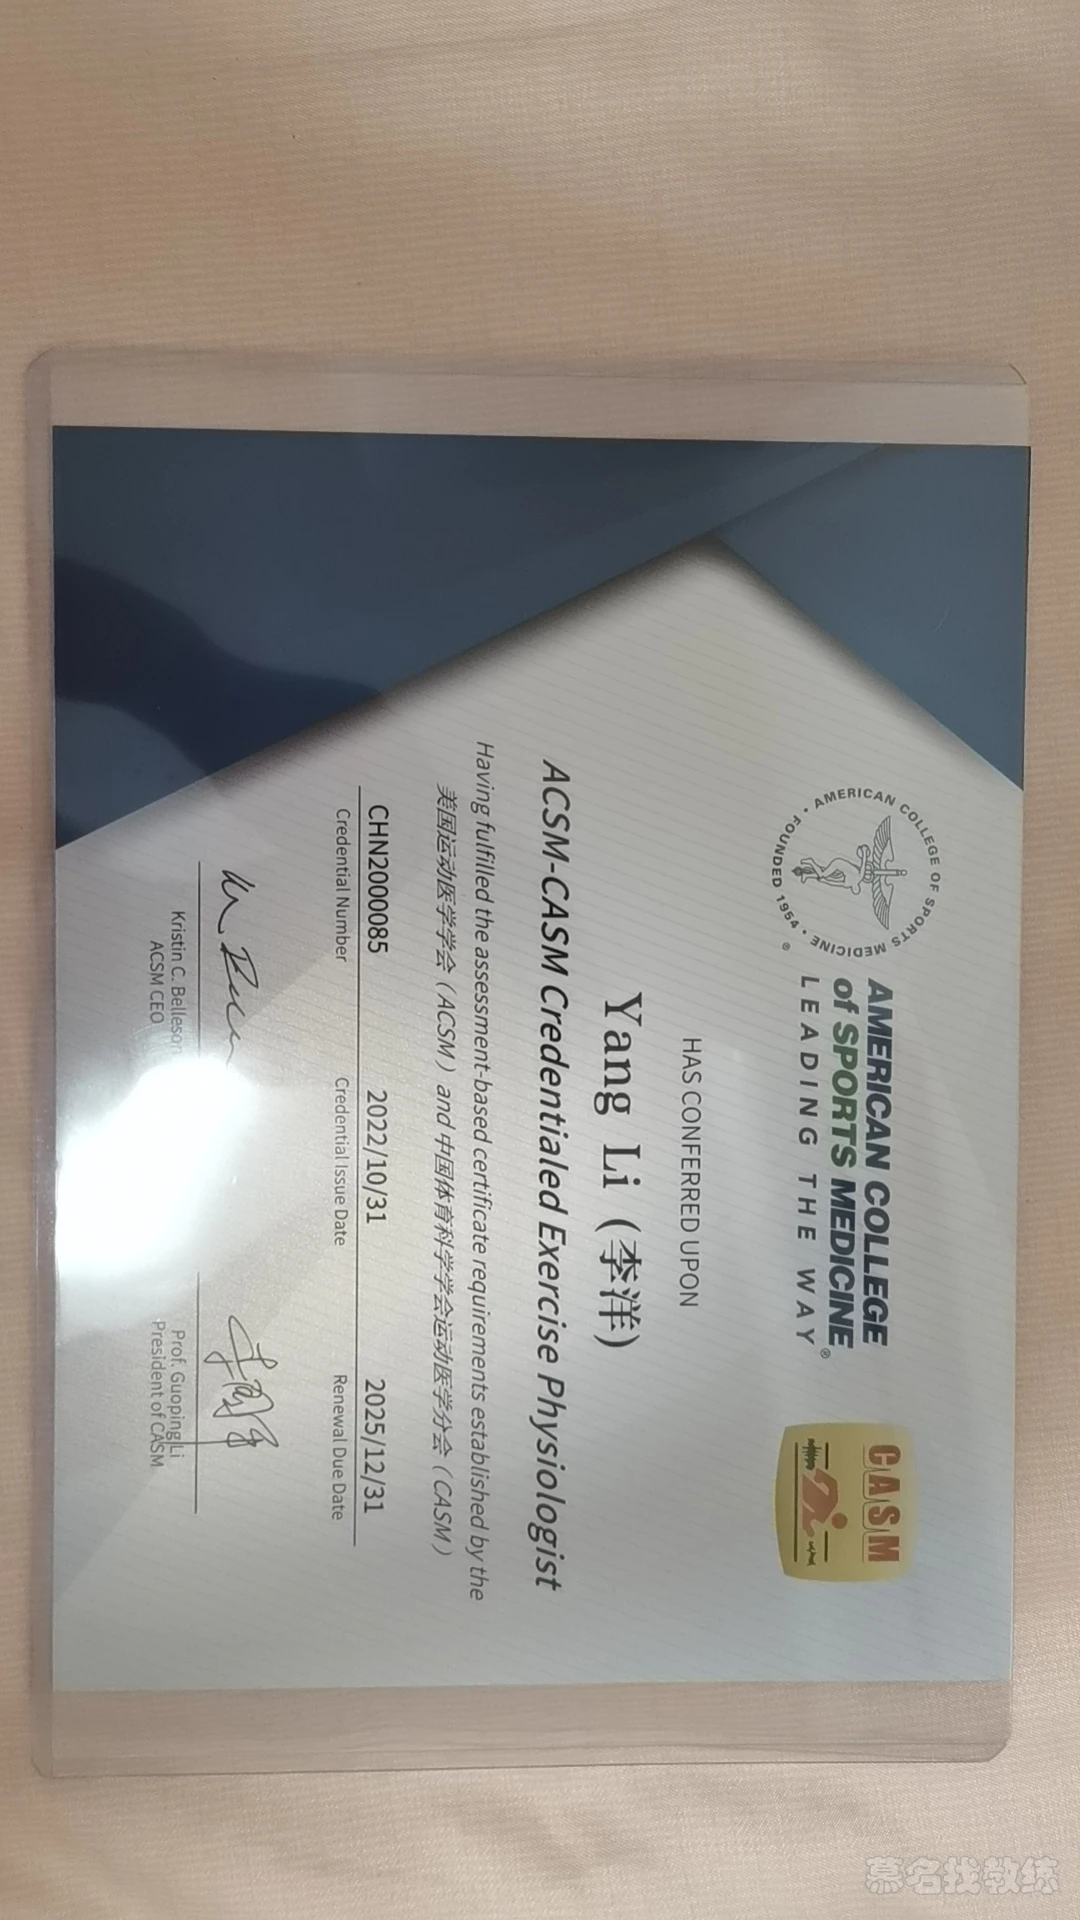 AMERICAN COLLEGE OF SPORTS MEDICINE • FOUNDED 1954 • ®
AMERICAN COLLEGE
of SPORTS MEDICINE®
LEADING THE WAY
CASM
HAS CONFERRED UPON
Yang Li (李洋)
ACSM-CASM Credentialed Exercise Physiologist
Having fulfilled the assessment-based certificate requirements established by the
美国运动医学学会（ACSM）and 中国体育科学学会运动医学分会（CASM）
CHN2000085 2022/10/31 2025/12/31
Credential Number Credential Issue Date Renewal Due Date
Kristin C. Belleson Prof. Guoping Li
ACSM CEO President of CASM
慕名找教练